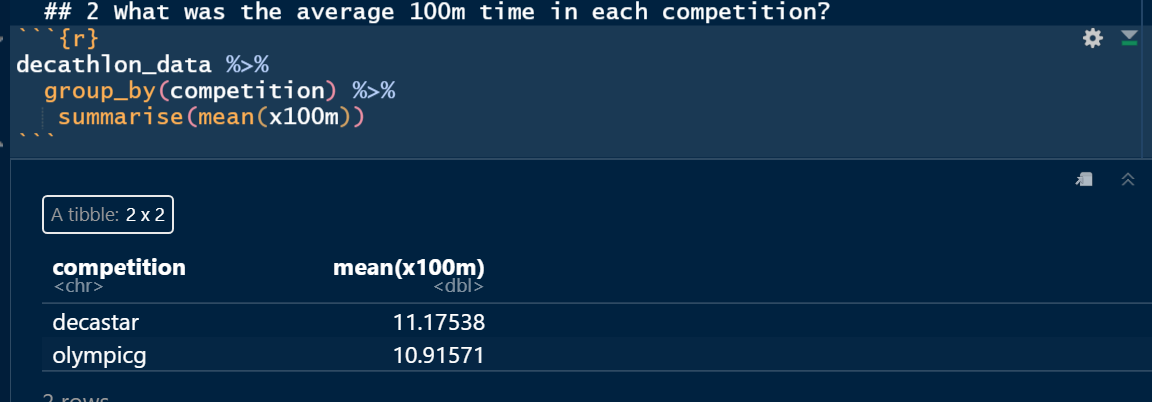 ## 2 What was the average 100m time in each competition?
```{r}
decathlon_data %>%
group_by(competition) %>%
summarise(mean(x100m))
```
A tibble: 2 x 2
competition mean(x100m)
<chr> <dbl>
decastar 11.17538
olympicg 10.91571
2 rows